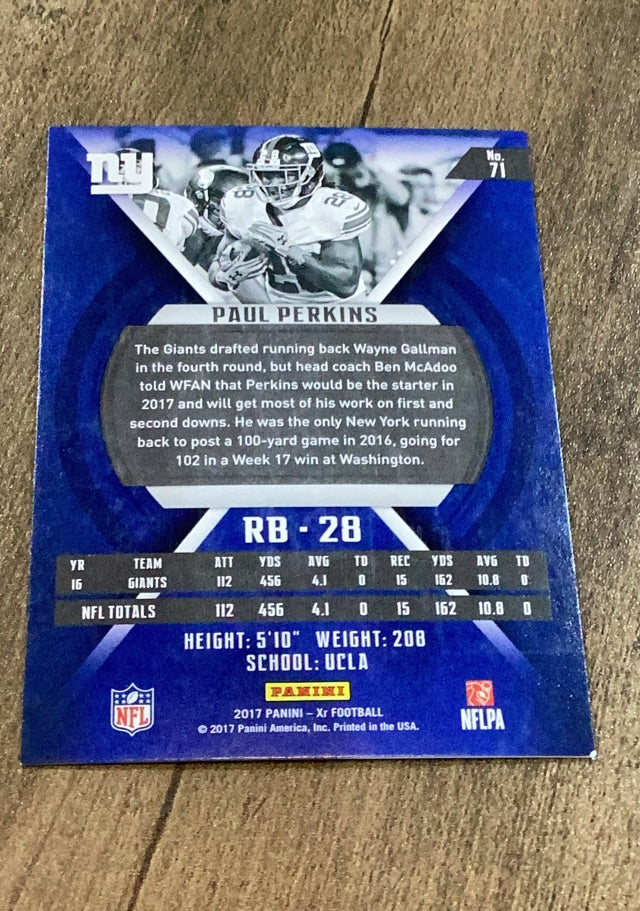 ny
No.
71
28
PAUL PERKINS
The Giants drafted running back Wayne Gallman
in the fourth round, but head coach Ben McAdoo
told WFAN that Perkins would be the starter in
2017 and will get most of his work on first and
second downs. He was the only New York running
back to post a 100-yard game in 2016, going for
102 in a Week 17 win at Washington.
RB - 28
YR TEAM ATT YDS AVG TD REC YDS AVG TD
16 GIANTS 112 456 4.1 0 15 162 10.8 0
NFL TOTALS 112 456 4.1 0 15 162 10.8 0
HEIGHT: 5'10" WEIGHT: 208
SCHOOL: UCLA
PANINI
NFL
2017 PANINI – Xr FOOTBALL
© 2017 Panini America, Inc. Printed in the USA.
NFLPA